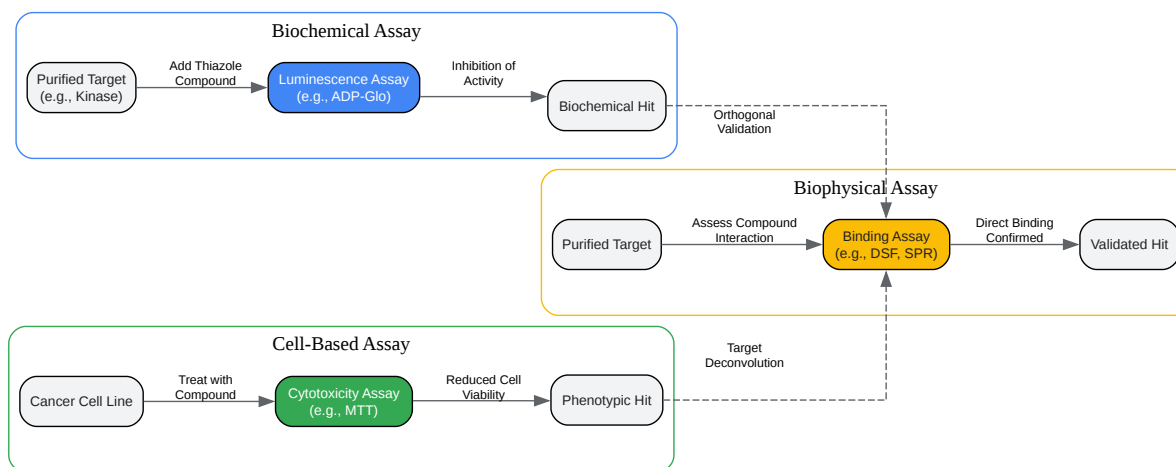 Biochemical Assay
Purified Target
(e.g., Kinase)
Add Thiazole
Compound
Luminescence Assay
(e.g., ADP-Glo)
Inhibition of
Activity
Biochemical Hit
Orthogonal
Validation
Biophysical Assay
Purified Target
Assess Compound
Interaction
Binding Assay
(e.g., DSF, SPR)
Direct Binding
Confirmed
Validated Hit
Cell-Based Assay
Cancer Cell Line
Treat with
Compound
Cytotoxicity Assay
(e.g., MTT)
Reduced Cell
Viability
Phenotypic Hit
Target
Deconvolution